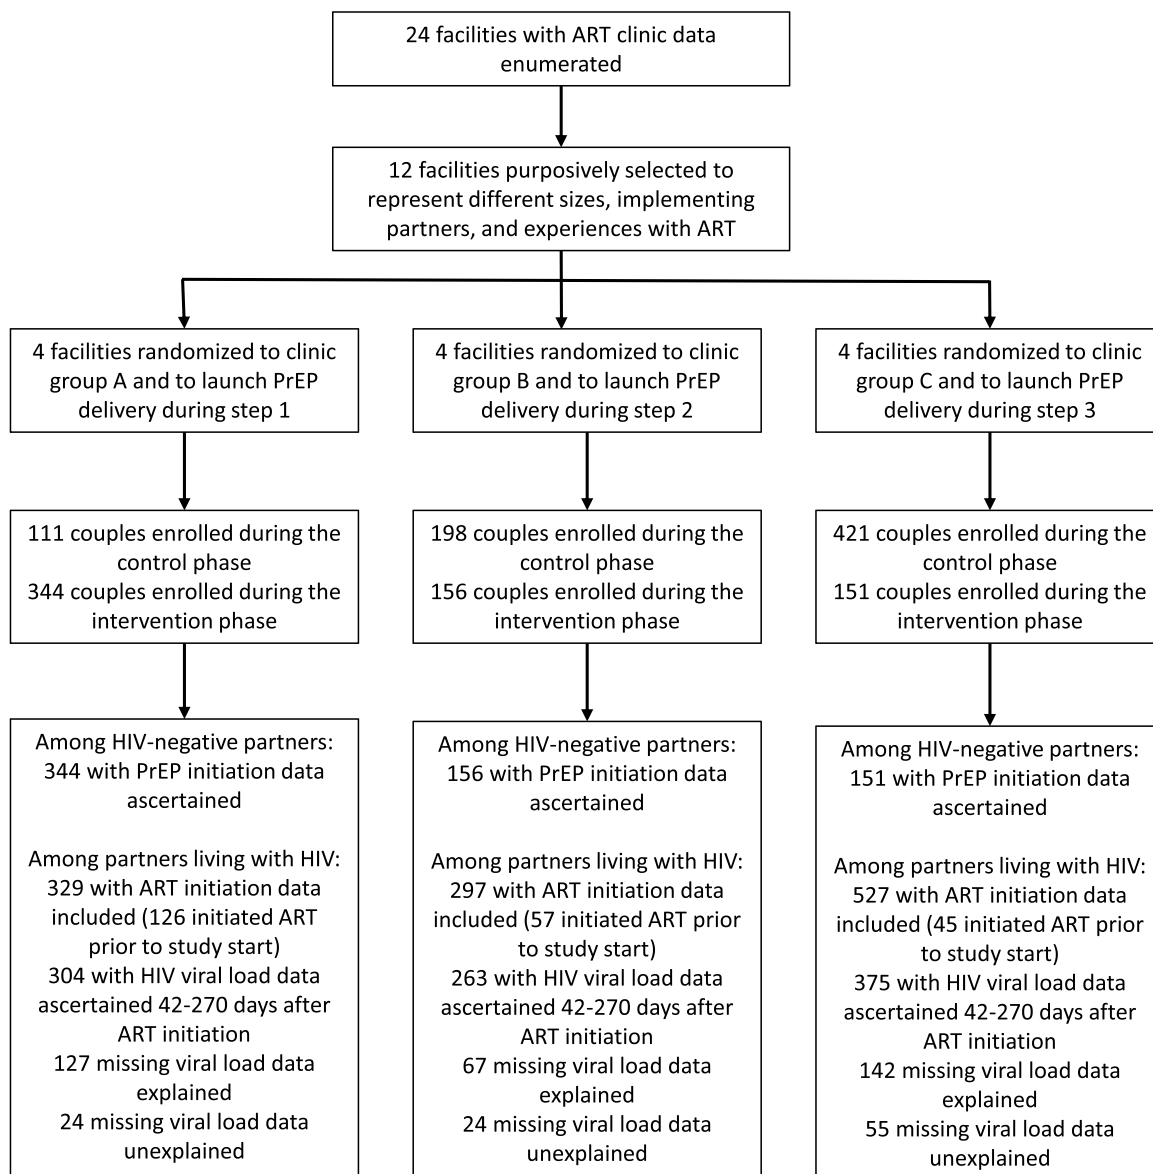 24 facilities with ART clinic data
enumerated
12 facilities purposively selected to
represent different sizes, implementing
partners, and experiences with ART
4 facilities randomized to clinic
group A and to launch PrEP
delivery during step 1
4 facilities randomized to clinic
group B and to launch PrEP
delivery during step 2
4 facilities randomized to clinic
group C and to launch PrEP
delivery during step 3
111 couples enrolled during the
control phase
344 couples enrolled during the
intervention phase
198 couples enrolled during the
control phase
156 couples enrolled during the
intervention phase
421 couples enrolled during the
control phase
151 couples enrolled during the
intervention phase
Among HIV-negative partners:
344 with PrEP initiation data
ascertained
Among partners living with HIV:
329 with ART initiation data
included (126 initiated ART
prior to study start)
304 with HIV viral load data
ascertained 42-270 days after
ART initiation
127 missing viral load data
explained
24 missing viral load data
unexplained
Among HIV-negative partners:
156 with PrEP initiation data
ascertained
Among partners living with HIV:
297 with ART initiation data
included (57 initiated ART prior
to study start)
263 with HIV viral load data
ascertained 42-270 days after
ART initiation
67 missing viral load data
explained
24 missing viral load data
unexplained
Among HIV-negative partners:
151 with PrEP initiation data
ascertained
Among partners living with HIV:
527 with ART initiation data
included (45 initiated ART prior
to study start)
375 with HIV viral load data
ascertained 42-270 days after
ART initiation
142 missing viral load data
explained
55 missing viral load data
unexplained